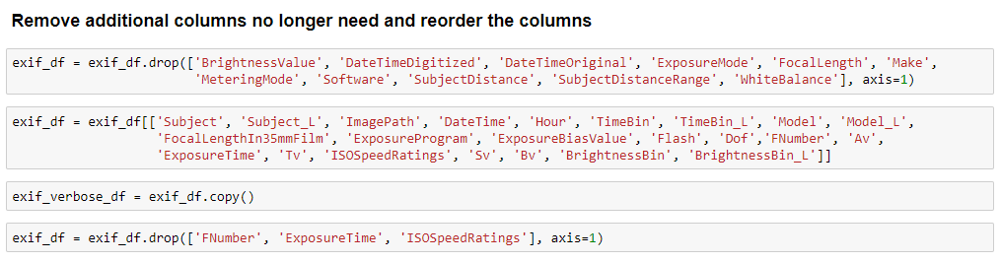 Remove additional columns no longer need and reorder the columns
exif_df = exif_df.drop(['BrightnessValue', 'DateTimeDigitized', 'DateTimeOriginal', 'ExposureMode', 'FocalLength', 'Make',
'MeteringMode', 'Software', 'SubjectDistance', 'SubjectDistanceRange', 'WhiteBalance'], axis=1)
exif_df = exif_df[['Subject', 'Subject_L', 'ImagePath', 'DateTime', 'Hour', 'TimeBin', 'TimeBin_L', 'Model', 'Model_L',
'FocalLengthIn35mmFilm', 'ExposureProgram', 'ExposureBiasValue', 'Flash', 'Dof','FNumber', 'Av',
'ExposureTime', 'Tv', 'ISOSpeedRatings', 'Sv', 'Bv', 'BrightnessBin', 'BrightnessBin_L']]
exif_verbose_df = exif_df.copy()
exif_df = exif_df.drop(['FNumber', 'ExposureTime', 'ISOSpeedRatings'], axis=1)